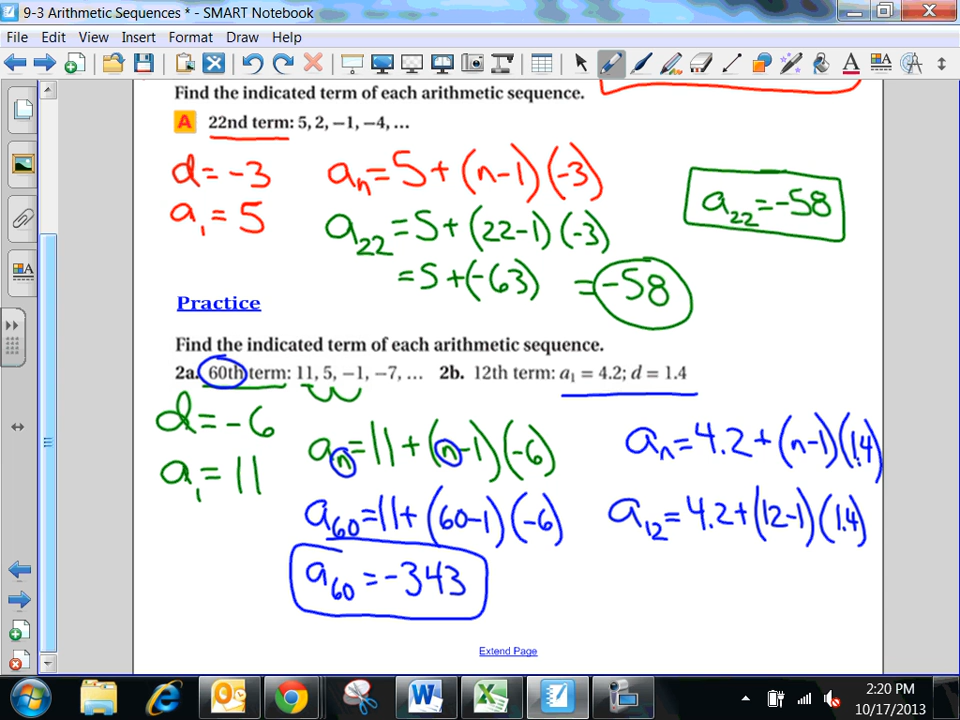 9-3 Arithmetic Sequences * - SMART Notebook
File Edit View Insert Format Draw Help
Find the indicated term of each arithmetic sequence.
A 22nd term: 5, 2, −1, −4, ...
d = -3
a₁ = 5
aₙ = 5 + (n-1)(-3)
a₂₂ = 5 + (22-1)(-3)
= 5 + (-63) = -58
a₂₂ = -58
Practice
Find the indicated term of each arithmetic sequence.
2a. 60th term: 11, 5, −1, −7, ... 2b. 12th term: a₁ = 4.2; d = 1.4
d = -6
a₁ = 11
aₙ = 11 + (n-1)(-6)
a₆₀ = 11 + (60-1)(-6)
a₆₀ = -343
aₙ = 4.2 + (n-1)(1.4)
a₁₂ = 4.2 + (12-1)(1.4)
Extend Page
2:20 PM
10/17/2013